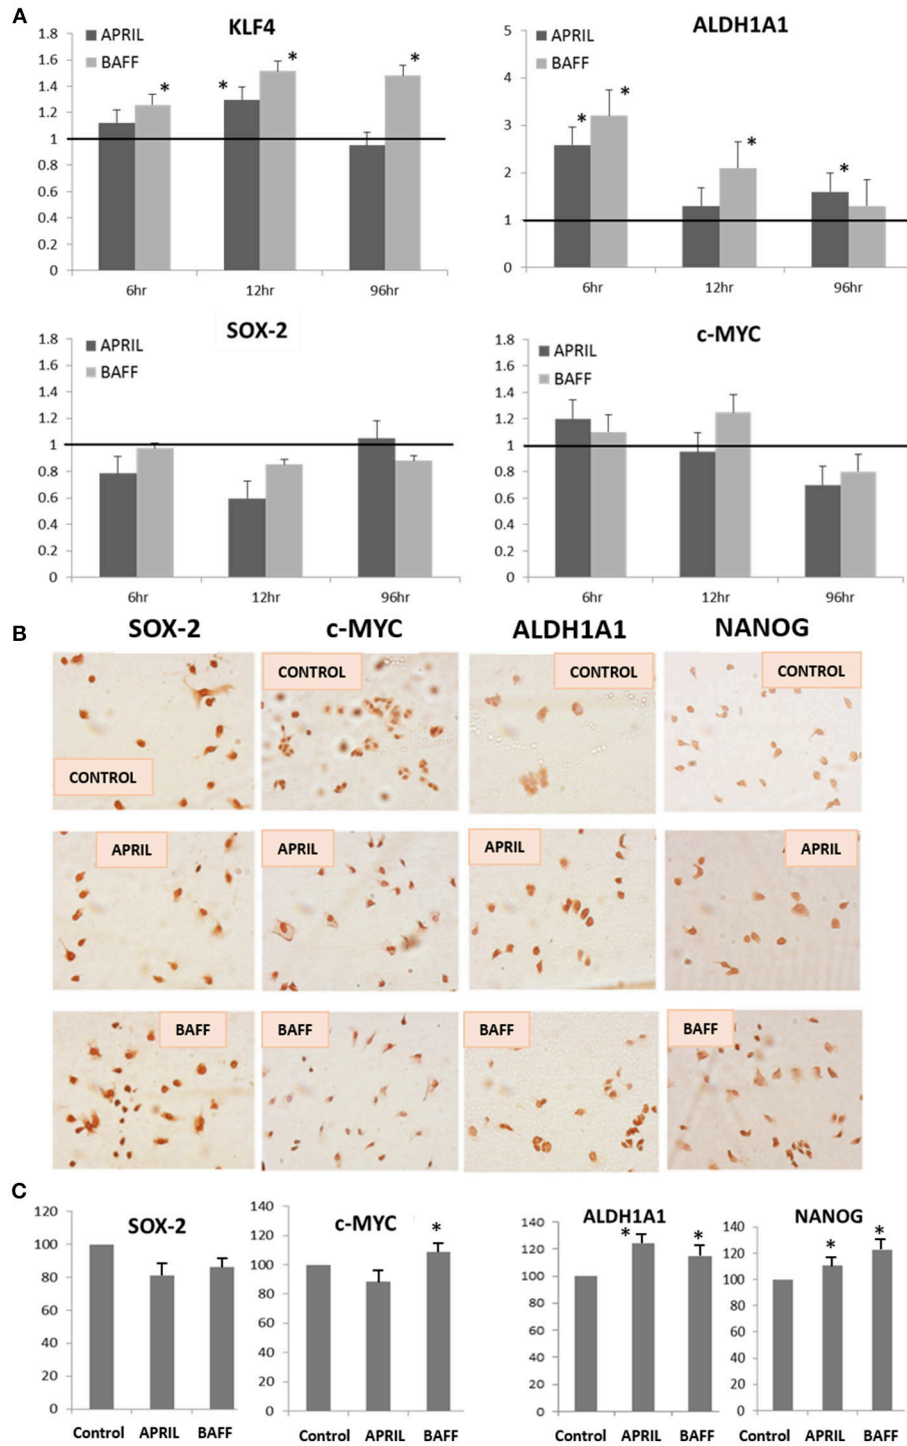 A
KLF4
APRIL
BAFF
1.8
1.6
1.4
1.2
1
0.8
0.6
0.4
0.2
0
*
*
*
*
6hr
12hr
96hr
ALDH1A1
APRIL
BAFF
5
4
3
2
1
0
*
*
*
*
6hr
12hr
96hr
SOX-2
APRIL
BAFF
1.8
1.6
1.4
1.2
1
0.8
0.6
0.4
0.2
0
6hr
12hr
96hr
c-MYC
APRIL
BAFF
1.8
1.6
1.4
1.2
1
0.8
0.6
0.4
0.2
0
6hr
12hr
96hr
B
SOX-2 c-MYC ALDH1A1 NANOG
CONTROL CONTROL CONTROL CONTROL
APRIL APRIL APRIL APRIL
BAFF BAFF BAFF BAFF
C
SOX-2
120
100
80
60
40
20
0
Control APRIL BAFF
c-MYC
140
120
100
80
60
40
20
0
*
Control APRIL BAFF
ALDH1A1
140
120
100
80
60
40
20
0
*
*
Control APRIL BAFF
NANOG
140
120
100
80
60
40
20
0
*
*
Control APRIL BAFF